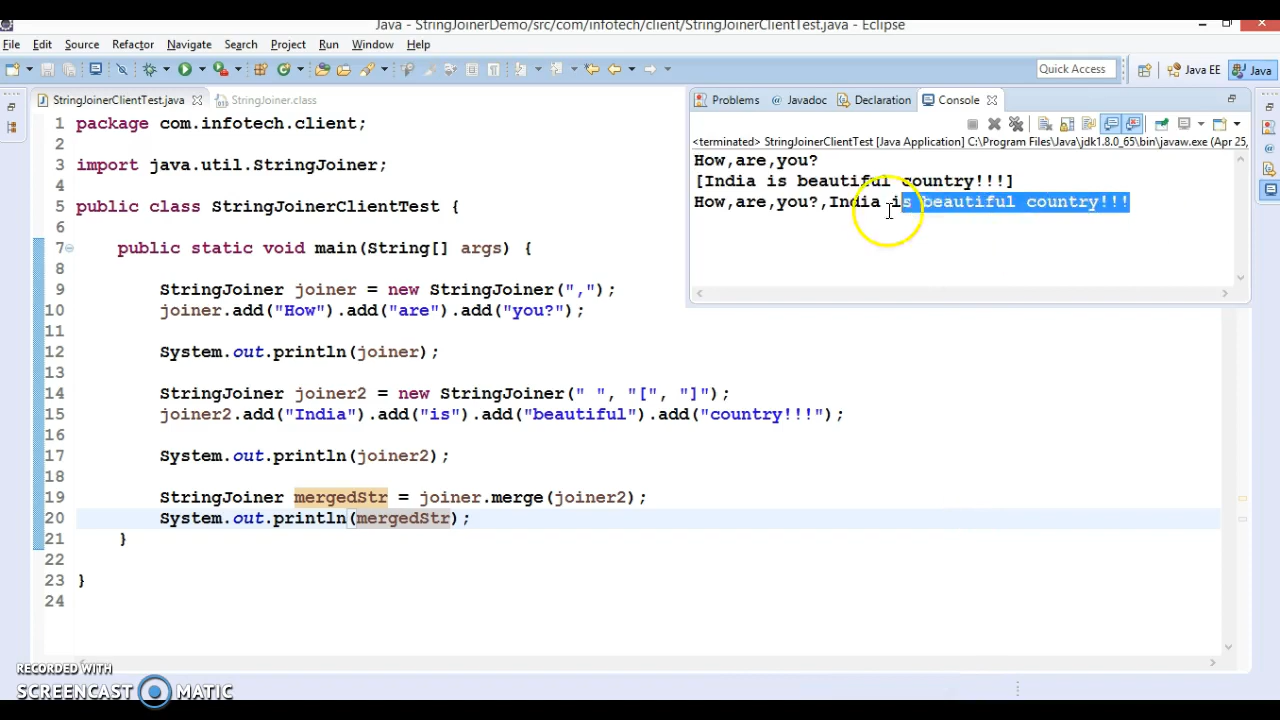 Java - StringJoinerDemo/src/com/infotech/client/StringJoinerClientTest.java - Eclipse
File Edit Source Refactor Navigate Search Project Run Window Help
Quick Access Java EE Java
StringJoinerClientTest.java StringJoiner.class
1 package com.infotech.client;
2
3 import java.util.StringJoiner;
4
5 public class StringJoinerClientTest {
6
7 public static void main(String[] args) {
8
9 StringJoiner joiner = new StringJoiner(",");
10 joiner.add("How").add("are").add("you?");
11
12 System.out.println(joiner);
13
14 StringJoiner joiner2 = new StringJoiner(" ", "[", "]");
15 joiner2.add("India").add("is").add("beautiful").add("country!!!");
16
17 System.out.println(joiner2);
18
19 StringJoiner mergedStr = joiner.merge(joiner2);
20 System.out.println(mergedStr);
21 }
22
23 }
24
Problems @ Javadoc Declaration Console
<terminated> StringJoinerClientTest [Java Application] C:\Program Files\Java\jdk1.8.0_65\bin\javaw.exe (Apr 25,
How,are,you?
[India is beautiful country!!!]
How,are,you?,India is beautiful country!!!
RECORDED WITH
SCREENCAST MATIC